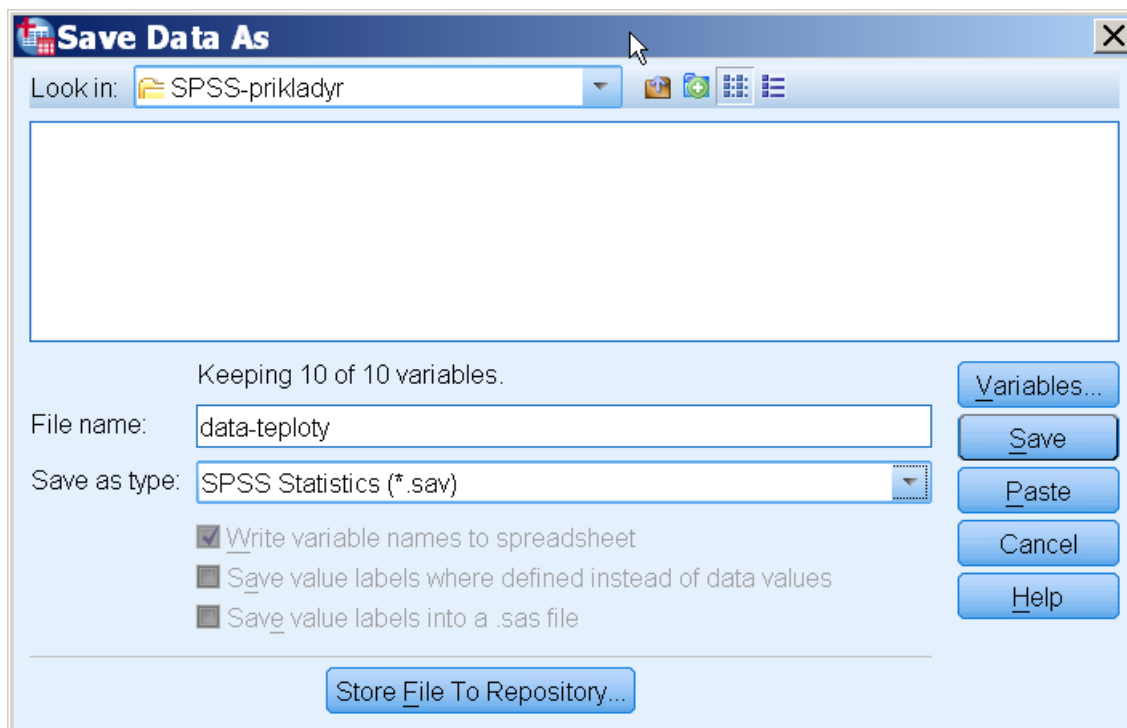 Save Data As
Look in: SPSS-prikladyr
Keeping 10 of 10 variables.
File name: data-teploty
Save as type: SPSS Statistics (*.sav)
Write variable names to spreadsheet
Save value labels where defined instead of data values
Save value labels into a .sas file
Variables...
Save
Paste
Cancel
Help
Store File To Repository...